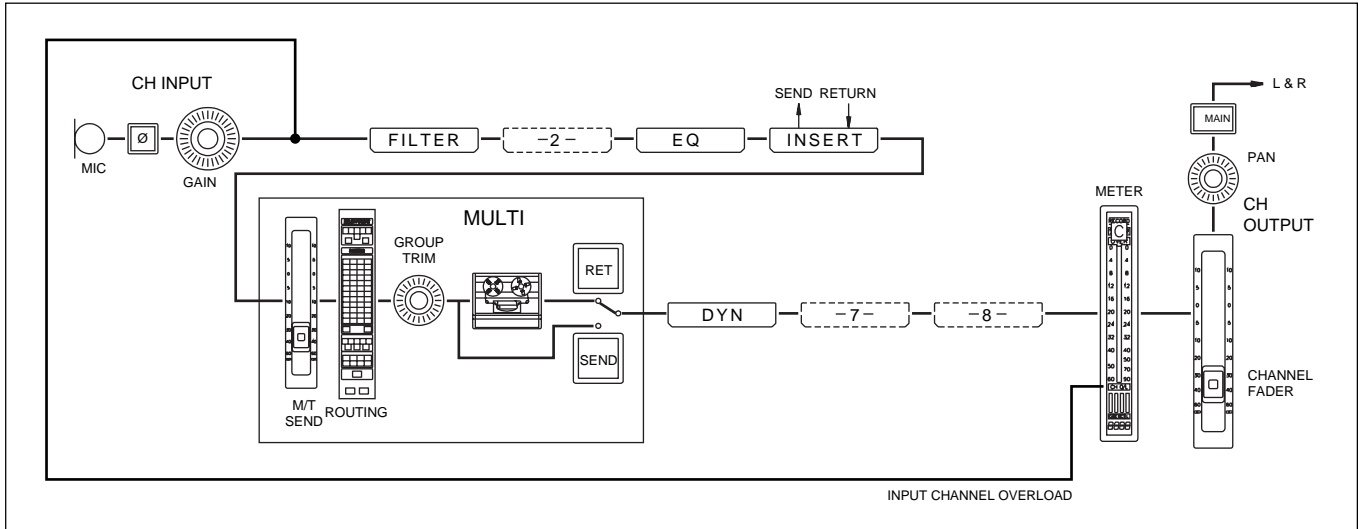 CH INPUT
MIC
Ø
GAIN
FILTER
-2-
EQ
SEND RETURN
INSERT
L & R
MAIN
PAN
CH
OUTPUT
METER
C
MULTI
GROUP
TRIM
RET
SEND
M/T
SEND
ROUTING
DYN
-7-
-8-
CHANNEL
FADER
INPUT CHANNEL OVERLOAD